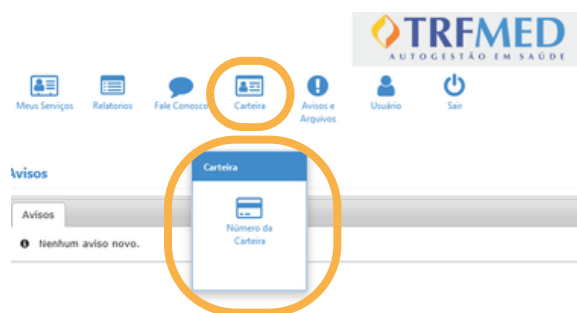 TRFMED
AUTOGESTÃO EM SAÚDE
Meus Serviços
Relatorios
Fale Conosco
Carteira
Avisos e
Arquivos
Usuário
Sair
Avisos
Carteira
Número da
Carteira
Avisos
Nenhum aviso novo.